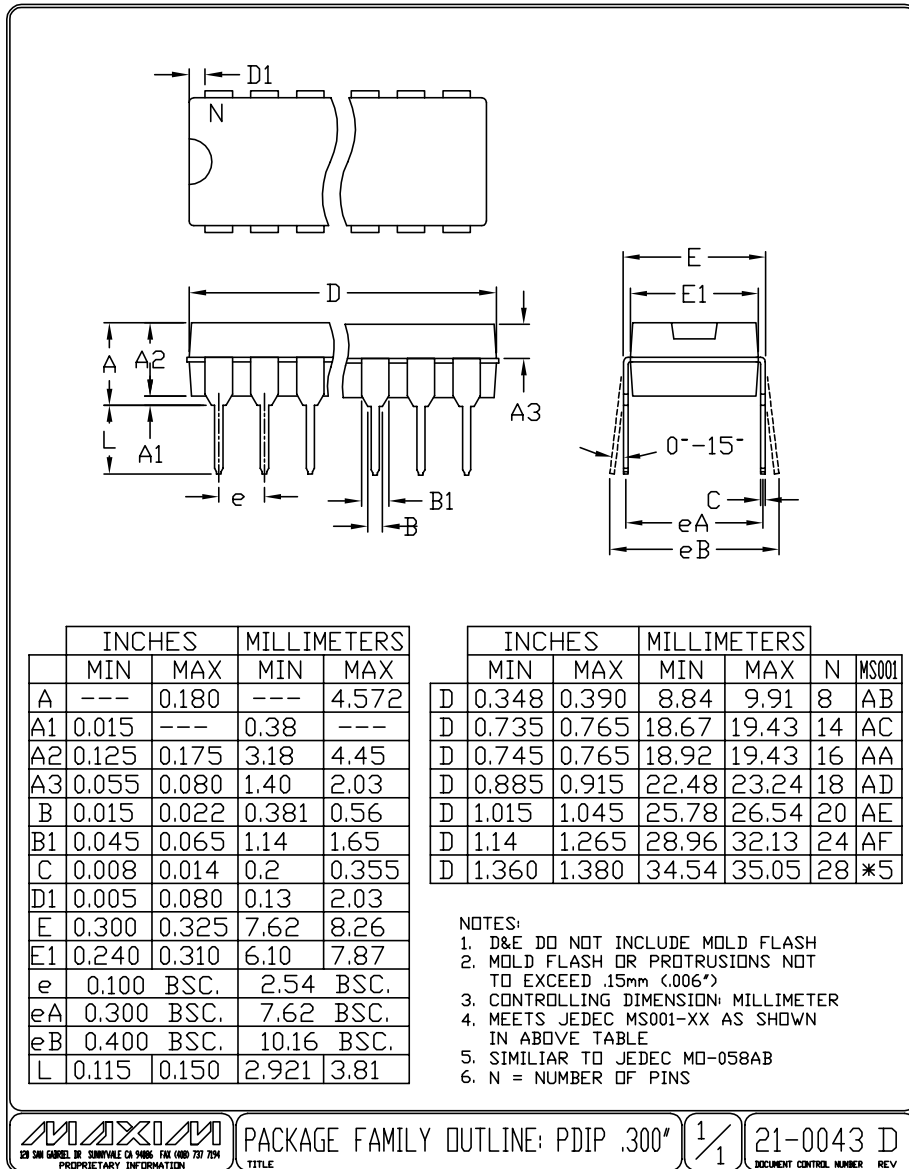 D1
N
D
E
E1
A
A2
A3
L
A1
0°-15°
e
B1
B
C
eA
eB
INCHES MILLIMETERS
MIN MAX MIN MAX
A --- 0.180 --- 4.572
A1 0.015 --- 0.38 ---
A2 0.125 0.175 3.18 4.45
A3 0.055 0.080 1.40 2.03
B 0.015 0.022 0.381 0.56
B1 0.045 0.065 1.14 1.65
C 0.008 0.014 0.2 0.355
D1 0.005 0.080 0.13 2.03
E 0.300 0.325 7.62 8.26
E1 0.240 0.310 6.10 7.87
e 0.100 BSC. 2.54 BSC.
eA 0.300 BSC. 7.62 BSC.
eB 0.400 BSC. 10.16 BSC.
L 0.115 0.150 2.921 3.81
INCHES MILLIMETERS
MIN MAX MIN MAX N MS001
D 0.348 0.390 8.84 9.91 8 AB
D 0.735 0.765 18.67 19.43 14 AC
D 0.745 0.765 18.92 19.43 16 AA
D 0.885 0.915 22.48 23.24 18 AD
D 1.015 1.045 25.78 26.54 20 AE
D 1.14 1.265 28.96 32.13 24 AF
D 1.360 1.380 34.54 35.05 28 *5
NOTES:
1. D&E DO NOT INCLUDE MOLD FLASH
2. MOLD FLASH OR PROTRUSIONS NOT
TO EXCEED .15mm (.006")
3. CONTROLLING DIMENSION: MILLIMETER
4. MEETS JEDEC MS001-XX AS SHOWN
IN ABOVE TABLE
5. SIMILIAR TO JEDEC MO-058AB
6. N = NUMBER OF PINS
MAXIM
120 SAN GABRIEL DR SUNNYVALE CA 94086 FAX (408) 737 7194
PROPRIETARY INFORMATION
PACKAGE FAMILY OUTLINE: PDIP .300"
TITLE
1/1
21-0043 D
DOCUMENT CONTROL NUMBER REV